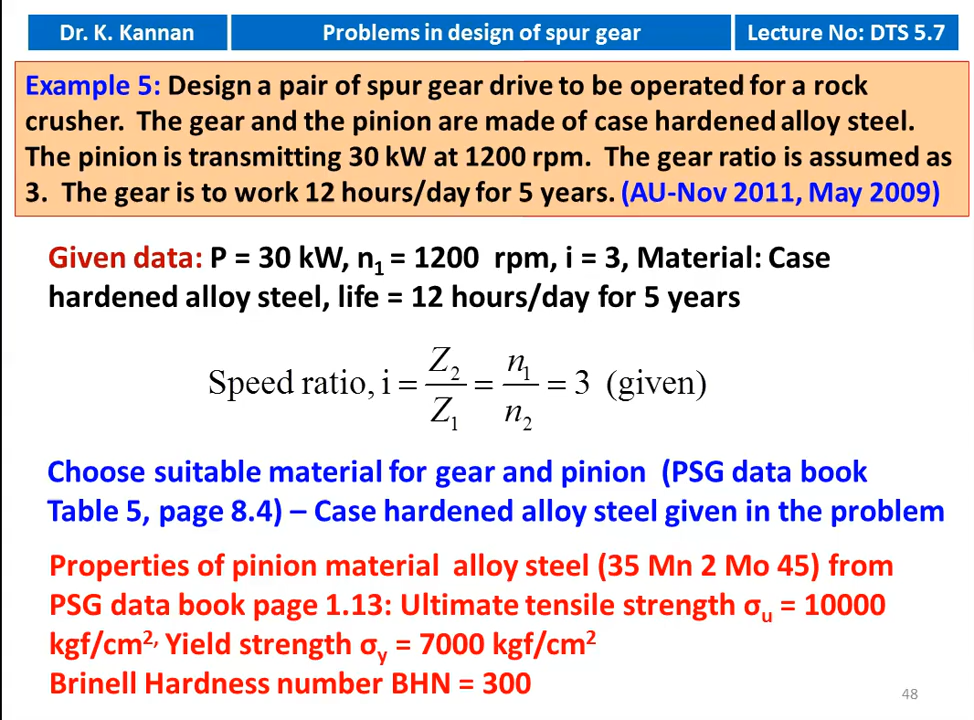 Dr. K. Kannan
Problems in design of spur gear
Lecture No: DTS 5.7
Example 5: Design a pair of spur gear drive to be operated for a rock
crusher. The gear and the pinion are made of case hardened alloy steel.
The pinion is transmitting 30 kW at 1200 rpm. The gear ratio is assumed as
3. The gear is to work 12 hours/day for 5 years. (AU-Nov 2011, May 2009)
Given data: P = 30 kW, n₁ = 1200 rpm, i = 3, Material: Case
hardened alloy steel, life = 12 hours/day for 5 years
Speed ratio, i = Z₂/Z₁ = n₁/n₂ = 3 (given)
Choose suitable material for gear and pinion (PSG data book
Table 5, page 8.4) – Case hardened alloy steel given in the problem
Properties of pinion material alloy steel (35 Mn 2 Mo 45) from
PSG data book page 1.13: Ultimate tensile strength σᵤ = 10000
kgf/cm², Yield strength σy = 7000 kgf/cm²
Brinell Hardness number BHN = 300
48